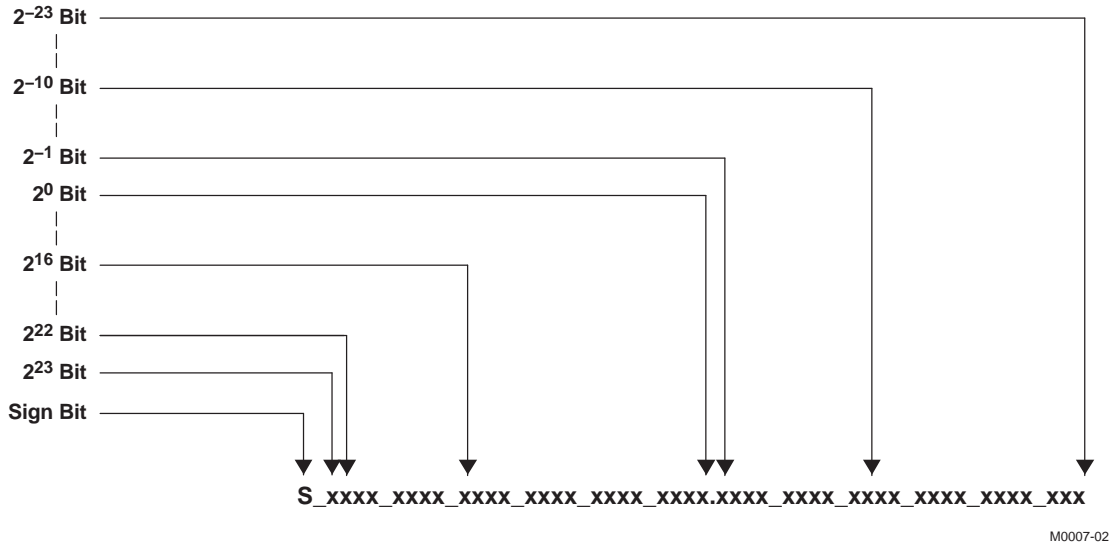 2⁻²³ Bit
2⁻¹⁰ Bit
2⁻¹ Bit
2⁰ Bit
2¹⁶ Bit
2²² Bit
2²³ Bit
Sign Bit
S_xxxx_xxxx_xxxx_xxxx_xxxx_xxxx.xxxx_xxxx_xxxx_xxxx_xxxx_xxx
M0007-02